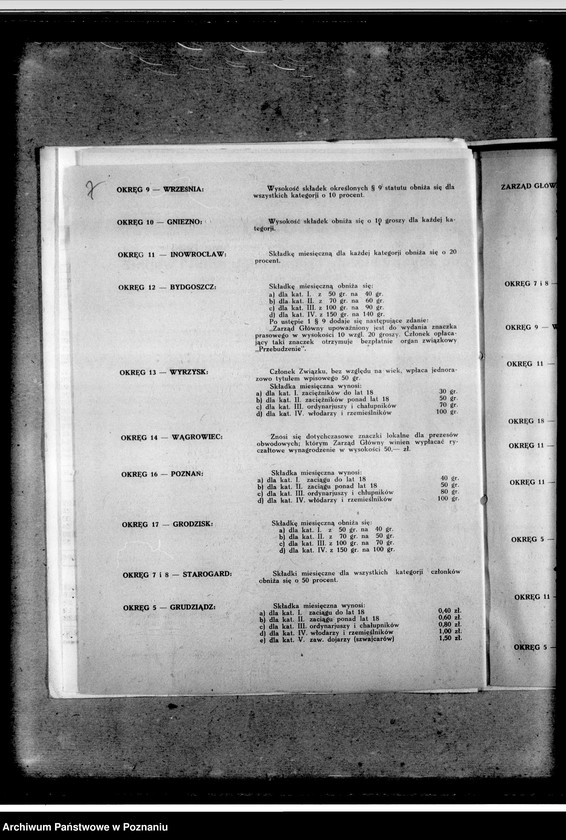 7
OKRĘG 9 — WRZEŚNIA:
Wysokość składek określonych § 9 statutu obniża się dla
wszystkich kategorii o 10 procent.
OKRĘG 10 — GNIEZNO:
Wysokość składek obniża się o 10 groszy dla każdej ka-
tegorji.
OKRĘG 11 — INOWROCŁAW:
Składkę miesięczną dla każdej kategorji obniża się o 20
procent.
OKRĘG 12 — BYDGOSZCZ:
Składkę miesięczną obniża się:
a) dla kat. I. z 50 gr. na 40 gr.
b) dla kat. II. z 70 gr. na 60 gr.
c) dla kat. III. z 100 gr. na 90 gr.
d) dla kat. IV. z 150 gr. na 140 gr.
Po ustępie 1 § 9 dodaje się następujące zdanie:
„Zarząd Główny upoważniony jest do wydania znaczka
prasowego w wysokości 10 wzgl. 20 groszy. Członek opłaca-
jący taki znaczek otrzymuje bezpłatnie organ związkowy
„Przebudzenie".
OKRĘG 13 — WYRZYSK:
Członek Związku, bez względu na wiek, wpłaca jednora-
zowo tytułem wpisowego 50 gr.
Składka miesięczna wynosi:
a) dla kat. I. zaciężników do lat 18 30 gr.
b) dla kat. II. zaciężników ponad lat 18 50 gr.
c) dla kat. III. ordynarjuszy i chałupników 70 gr.
d) dla kat. IV. włodarzy i rzemieślników 100 gr.
OKRĘG 14 — WĄGROWIEC:
Znosi się dotychczasowe znaczki lokalne dla prezesów
obwodowych; którym Zarząd Główny winien wypłacać ry-
czałtowe wynagrodzenie w wysokości 50.— zł.
OKRĘG 16 — POZNAŃ:
Składka miesięczna wynosi:
a) dla kat. I. zaciągu do lat 18 40 gr.
b) dla kat. II. zaciągu ponad lat 18 50 gr.
c) dla kat. III. ordynarjuszy i chłupników 80 gr.
d) dla kat. IV. włódarzy i rzemieślników 100 gr.
OKRĘG 17 — GRODZISK:
Składkę miesięczną obniża się:
a) dla kat. I. z 50 gr. na 40 gr.
b) dla kat. II. z 70 gr. na 50 gr.
c) dla kat. III. z 100 gr. na 70 gr.
d) dla kat. IV. z 150 gr. na 100 gr.
OKRĘG 7 i 8 — STAROGARD:
Składki miesięczne dla wszystkich kategorji członków
obniża się o 50 procent.
OKRĘG 5 — GRUDZIĄDZ:
Składka miesięczna wynosi:
a) dla kat. I. zaciągu do lat 18 0,40 zł.
b) dla kat. II. zaciągu ponad lat 18 0,60 zł.
c) dla kat. III. ordynarjuszy i chałupników 0,80 zł.
d) dla kat. IV. włodarzy i rzemieślników 1,00 zł.
e) dla kat. V. zaw. dojarzy (szwajcarów) 1,50 zł.
ZARZĄD GŁÓW
OKRĘG 7 i 8 —
OKRĘG 9 — W
OKRĘG 11 —
OKRĘG 18 —
OKRĘG 11 —
OKRĘG 11 —
OKRĘG 5 —
OKRĘG 11 —
OKRĘG 5 —
Archiwum Państwowe w Poznaniu